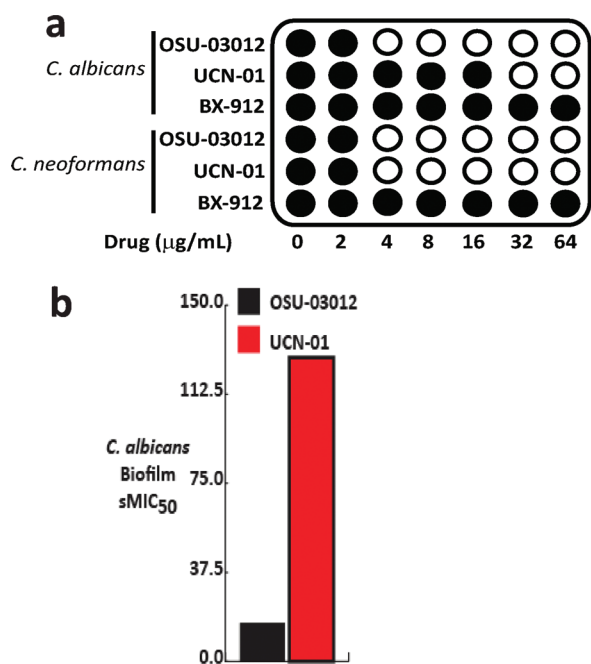 a
C. albicans
OSU-03012
UCN-01
BX-912
C. neoformans
OSU-03012
UCN-01
BX-912
Drug (μg/mL) 0 2 4 8 16 32 64
b
OSU-03012
UCN-01
150.0
112.5
75.0
37.5
0.0
C. albicans
Biofilm
sMIC50